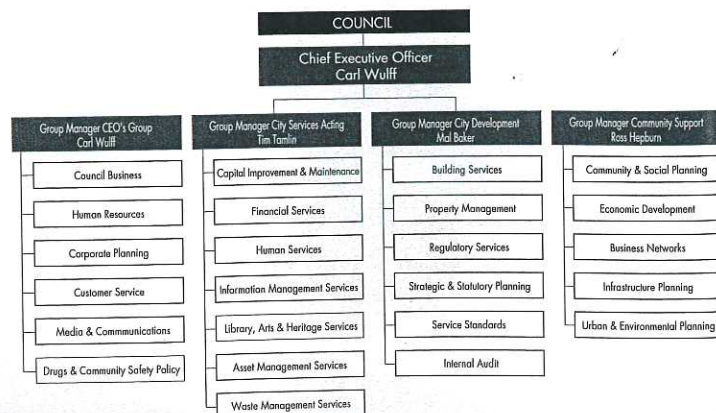 COUNCIL
Chief Executive Officer
Carl Wulff
Group Manager CEO's Group
Carl Wulff
Council Business
Human Resources
Corporate Planning
Customer Service
Media & Commmunications
Drugs & Community Safety Policy
Group Manager City Services Acting
Tim Tamlin
Capital Improvement & Maintenance
Financial Services
Human Services
Information Management Services
Library, Arts & Heritage Services
Asset Management Services
Waste Management Services
Group Manager City Development
Mal Baker
Building Services
Property Management
Regulatory Services
Strategic & Statutory Planning
Service Standards
Internal Audit
Group Manager Community Support
Ross Hepburn
Community & Social Planning
Economic Development
Business Networks
Infrastructure Planning
Urban & Environmental Planning